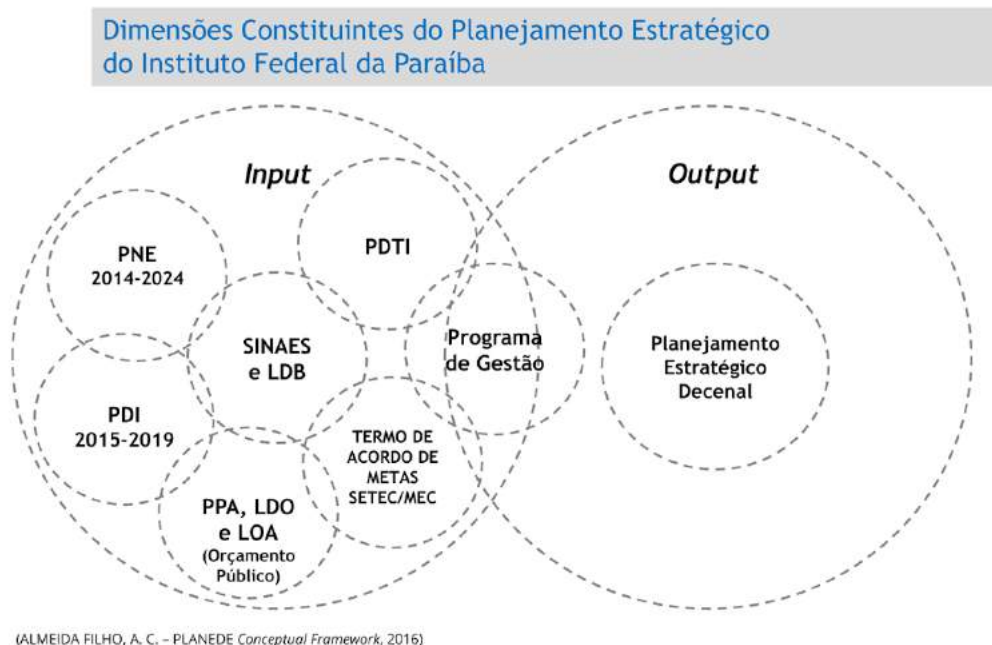 Dimensões Constituintes do Planejamento Estratégico
do Instituto Federal da Paraíba
Input
Output
PNE
2014-2024
PDTI
SINAES
e LDB
Programa
de Gestão
Planejamento
Estratégico
Decenal
PDI
2015-2019
TERMO DE
ACORDO DE
METAS
SETEC/MEC
PPA, LDO
e LOA
(Orçamento
Público)
(ALMEIDA FILHO, A. C. – PLANEDE Conceptual Framework, 2016)